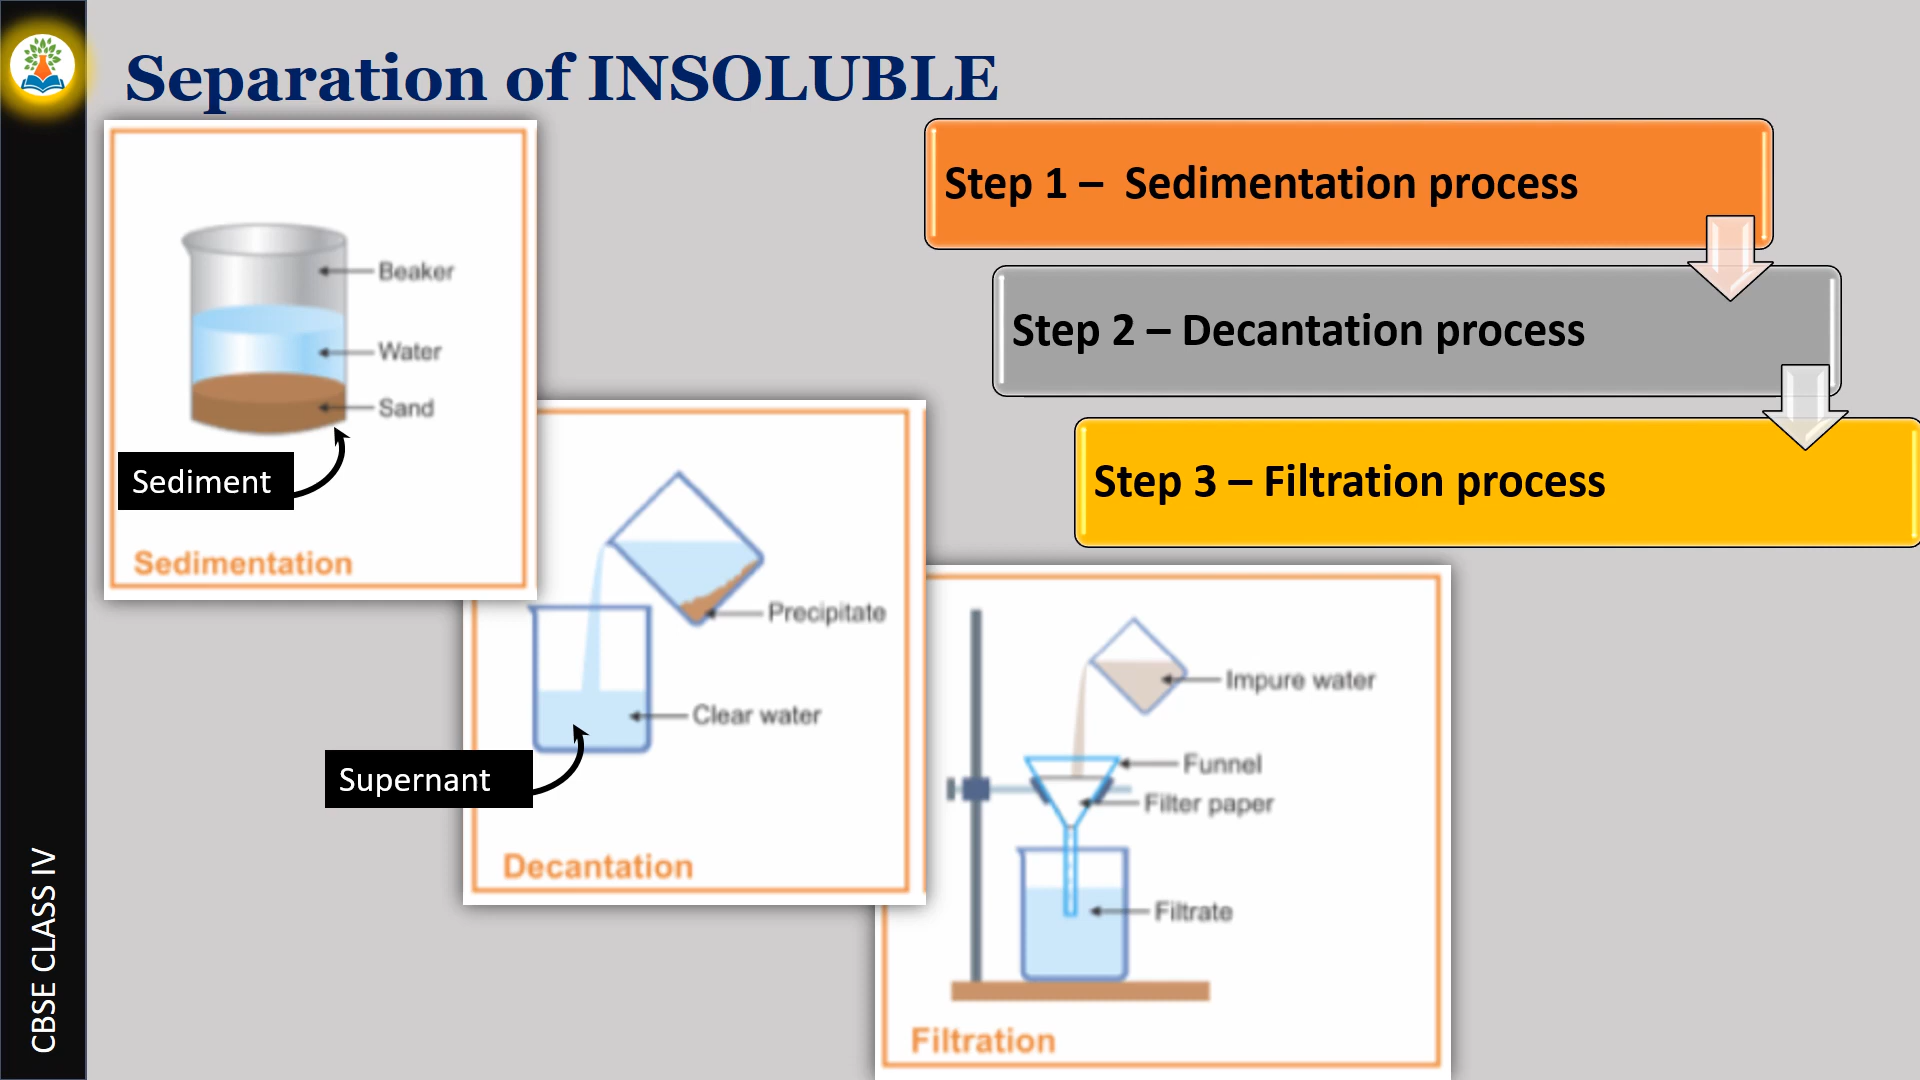 Separation of INSOLUBLE
Step 1 – Sedimentation process
Step 2 – Decantation process
Step 3 – Filtration process
Beaker
Water
Sand
Sediment
Sedimentation
Precipitate
Clear water
Supernant
Decantation
Impure water
Funnel
Filter paper
Filtrate
Filtration
CBSE CLASS IV